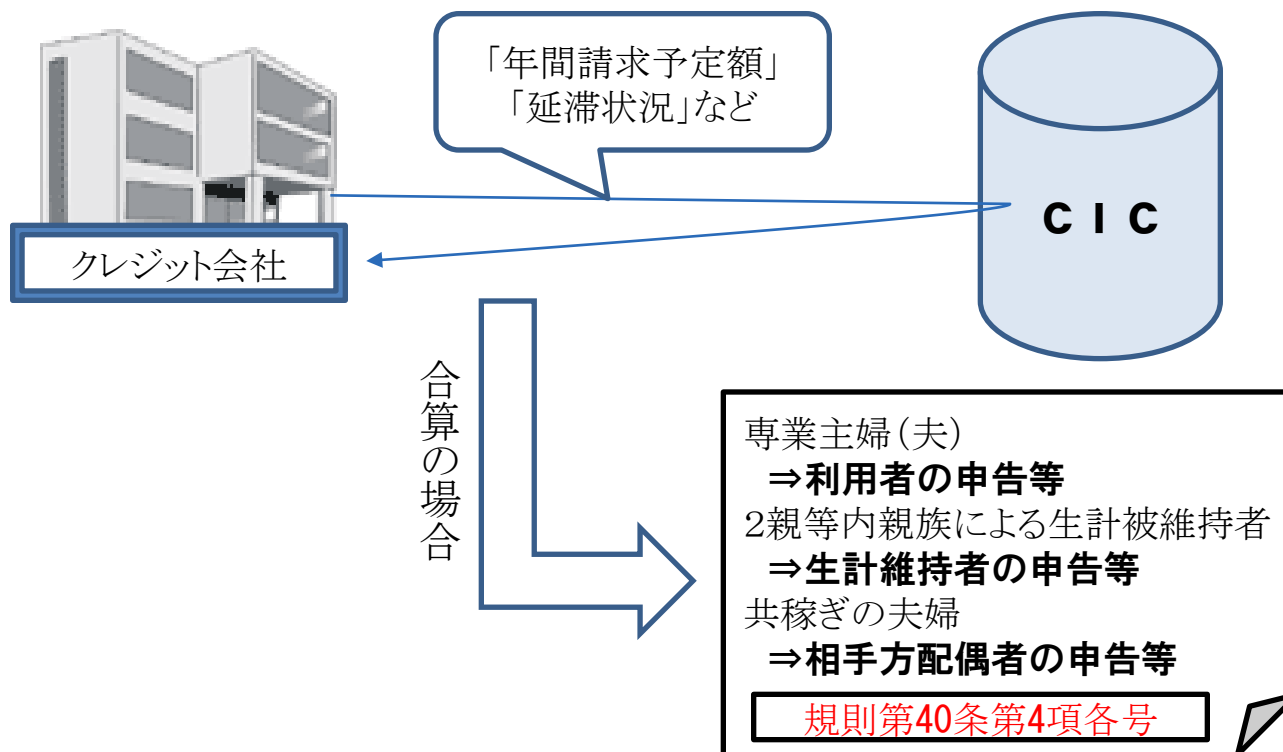 「年間請求予定額」
「延滞状況」など
CIC
クレジット会社
合算の場合
専業主婦(夫)
⇒利用者の申告等
2親等内親族による生計被維持者
⇒生計維持者の申告等
共稼ぎの夫婦
⇒相手方配偶者の申告等
規則第40条第4項各号